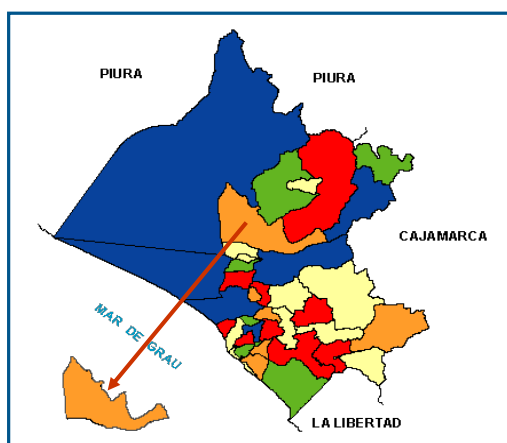 PIURA
PIURA
CAJAMARCA
MAR DE GRAU
LA LIBERTAD